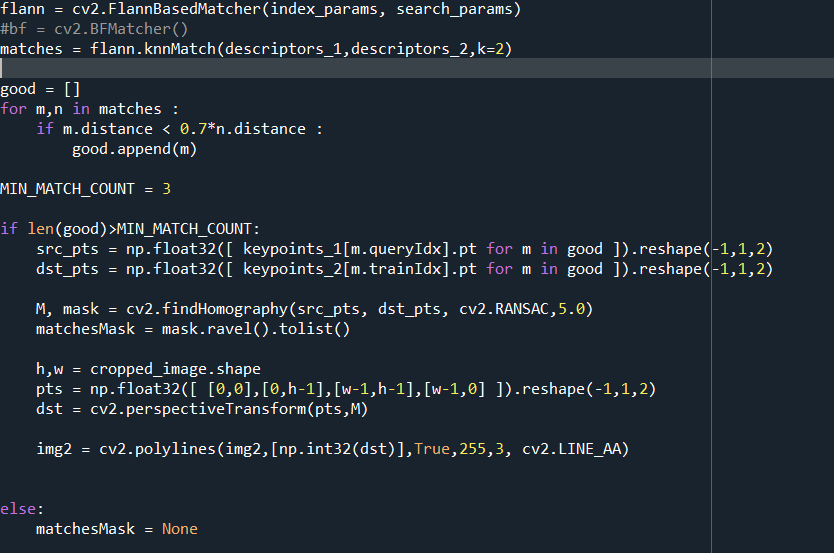 flann = cv2.FlannBasedMatcher(index_params, search_params)
#bf = cv2.BFMatcher()
matches = flann.knnMatch(descriptors_1,descriptors_2,k=2)
good = []
for m,n in matches :
    if m.distance < 0.7*n.distance :
        good.append(m)
MIN_MATCH_COUNT = 3
if len(good)>MIN_MATCH_COUNT:
    src_pts = np.float32([ keypoints_1[m.queryIdx].pt for m in good ]).reshape(-1,1,2)
    dst_pts = np.float32([ keypoints_2[m.trainIdx].pt for m in good ]).reshape(-1,1,2)
    M, mask = cv2.findHomography(src_pts, dst_pts, cv2.RANSAC,5.0)
    matchesMask = mask.ravel().tolist()
    h,w = cropped_image.shape
    pts = np.float32([ [0,0],[0,h-1],[w-1,h-1],[w-1,0] ]).reshape(-1,1,2)
    dst = cv2.perspectiveTransform(pts,M)
    img2 = cv2.polylines(img2,[np.int32(dst)],True,255,3, cv2.LINE_AA)
else:
    matchesMask = None